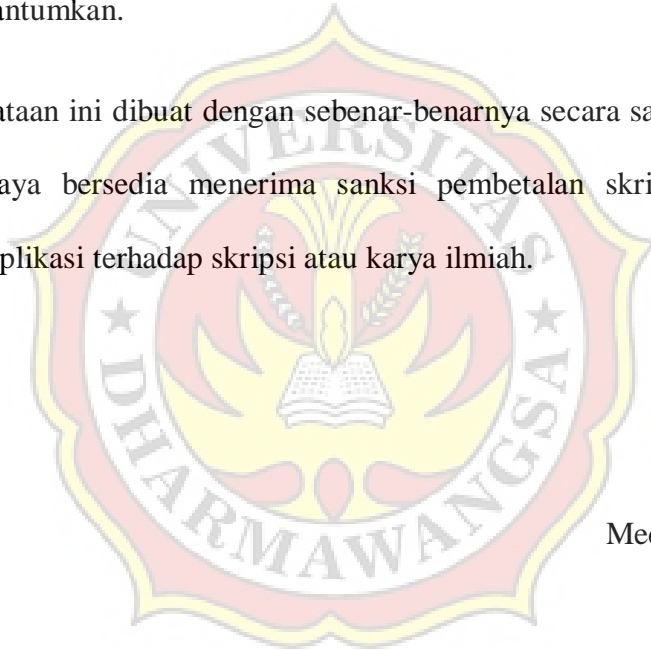 antumkan.
ataan ini dibuat dengan sebenar-benarnya secara sa
aya bersedia menerima sanksi pembetalan skri
plikasi terhadap skripsi atau karya ilmiah.
UNIVERSITAS
DHARMAWANGSA
Med